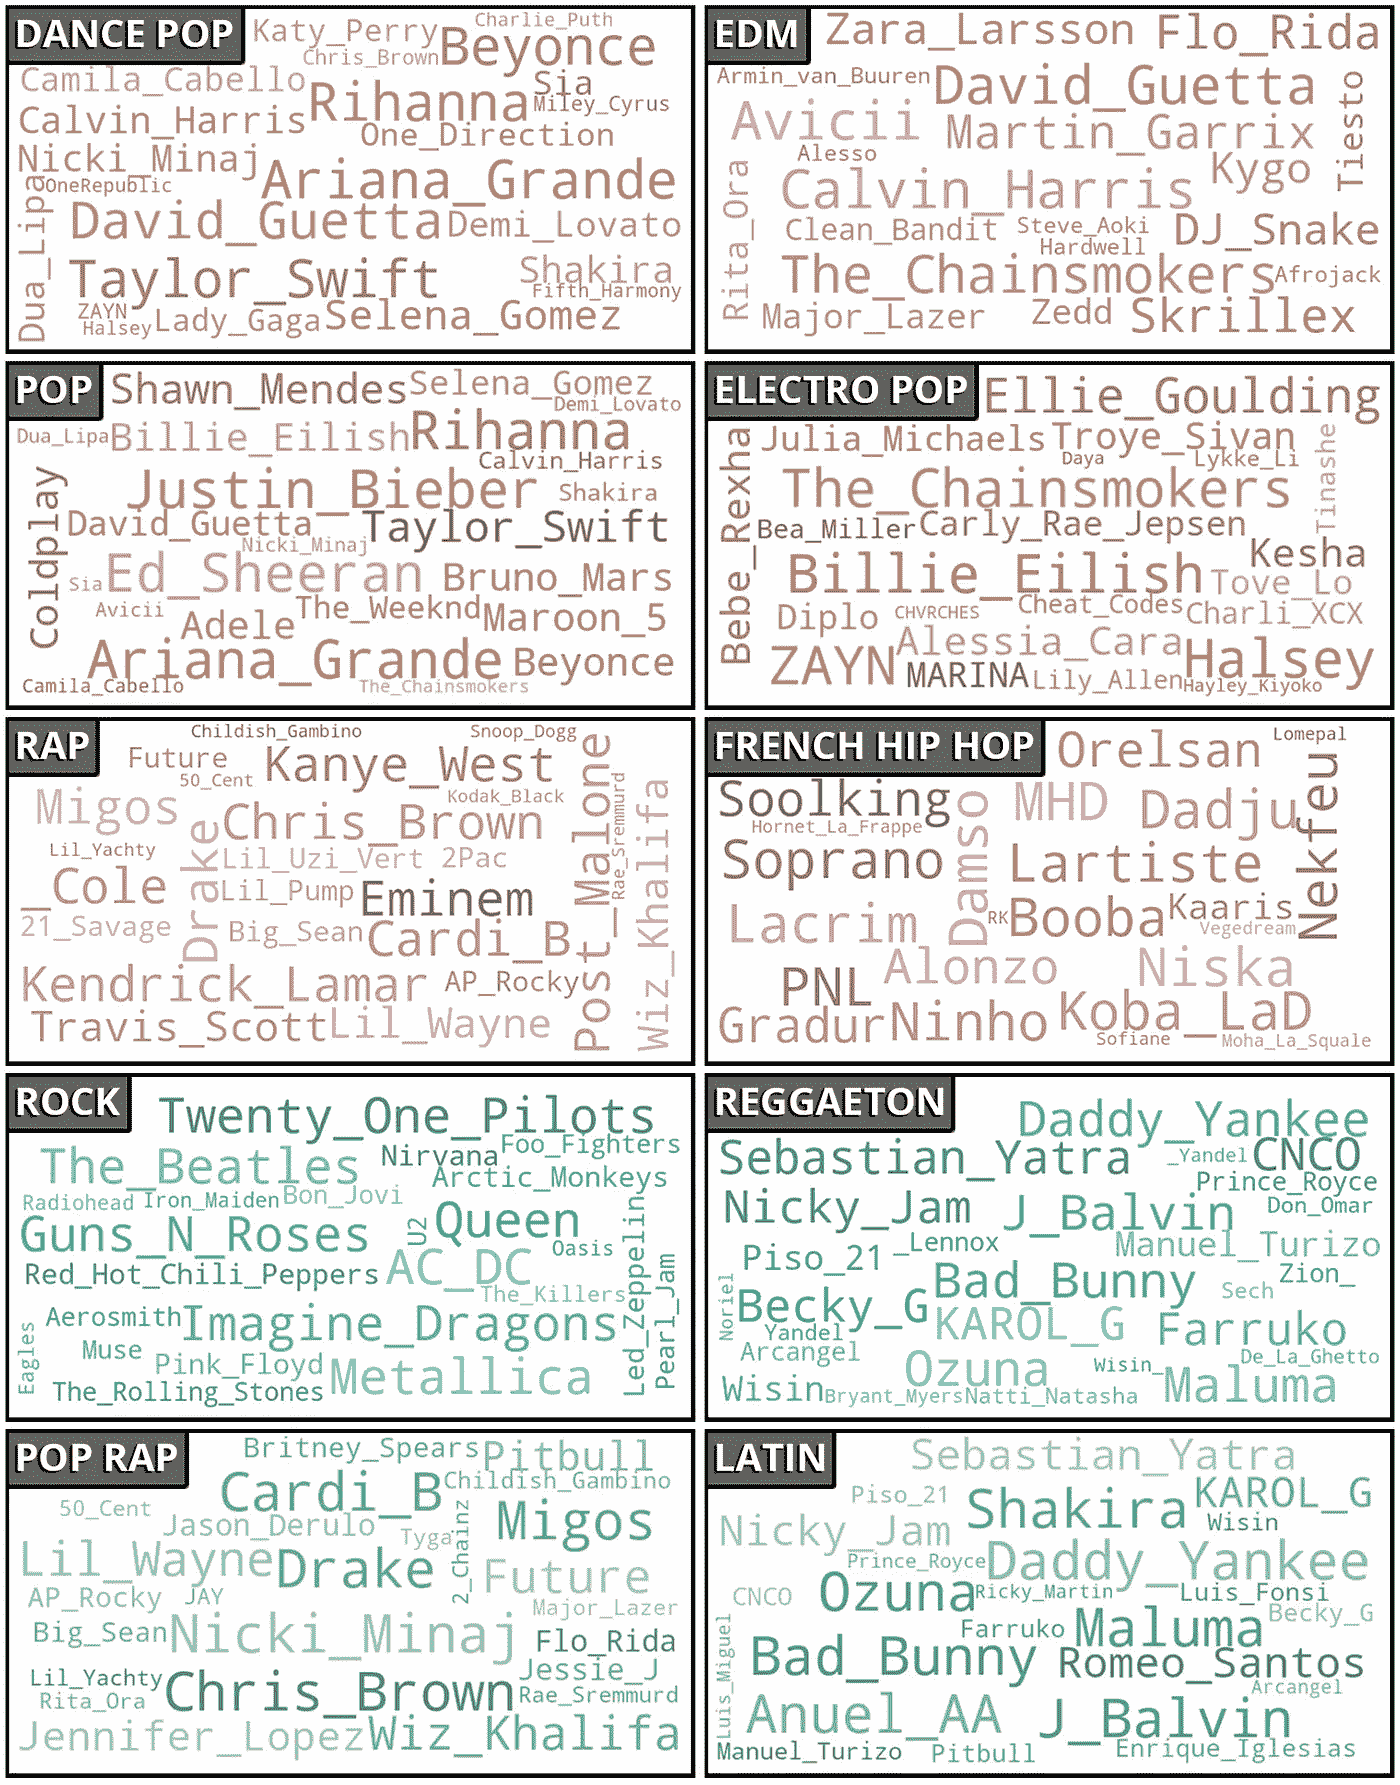 DANCE POP
Katy_Perry
Charlie_Puth
Chris_Brown
Beyonce
Camila_Cabello
Rihanna
Sia
Miley_Cyrus
Calvin_Harris
One_Direction
Nicki_Minaj
OneRepublic
Ariana_Grande
Dua_Lipa
David_Guetta
Demi_Lovato
Taylor_Swift
Shakira
Fifth_Harmony
ZAYN
Halsey
Lady_Gaga
Selena_Gomez
EDM
Zara_Larsson
Flo_Rida
Armin_van_Buuren
David_Guetta
Tiesto
Avicii
Martin_Garrix
Alesso
Kygo
Rita_Ora
Calvin_Harris
Clean_Bandit
Steve_Aoki
Hardwell
DJ_Snake
The_Chainsmokers
Afrojack
Major_Lazer
Zedd
Skrillex
POP
Shawn_Mendes
Selena_Gomez
Demi_Lovato
Dua_Lipa
Billie_Eilish
Rihanna
Calvin_Harris
Coldplay
Justin_Bieber
Shakira
David_Guetta
Taylor_Swift
Nicki_Minaj
Sia
Ed_Sheeran
Bruno_Mars
Avicii
Adele
The_Weeknd
Maroon_5
Ariana_Grande
Beyonce
Camila_Cabello
The_Chainsmokers
ELECTRO POP
Ellie_Goulding
Bebe_Rexha
Julia_Michaels
Troye_Sivan
Daya
Lykke_Li
Tinashe
The_Chainsmokers
Bea_Miller
Carly_Rae_Jepsen
Kesha
Billie_Eilish
Tove_Lo
Diplo
CHVRCHES
Cheat_Codes
Charli_XCX
Alessia_Cara
ZAYN
MARINA
Lily_Allen
Halsey
Hayley_Kiyoko
RAP
Childish_Gambino
Snoop_Dogg
Future
50_Cent
Kanye_West
Post_Malone
Migos
Kodak_Black
Rae_Sremmurd
Wiz_Khalifa
Drake
Chris_Brown
Lil_Yachty
Lil_Uzi_Vert
2Pac
_Cole
Lil_Pump
Eminem
21_Savage
Big_Sean
Cardi_B
Kendrick_Lamar
AP_Rocky
Travis_Scott
Lil_Wayne
FRENCH HIP HOP
Orelsan
Lomepal
Soolking
Hornet_La_Frappe
Damso
MHD
Dadju
Nekfeu
Soprano
Lartiste
Lacrim
RK
Booba
Kaaris
Vegedream
PNL
Alonzo
Niska
Gradur
Ninho
Koba_LaD
Sofiane
Moha_La_Squale
ROCK
Twenty_One_Pilots
The_Beatles
Nirvana
Foo_Fighters
Arctic_Monkeys
Radiohead
Iron_Maiden
Bon_Jovi
Guns_N_Roses
U2
Queen
Oasis
Led_Zeppelin
Pearl_Jam
Red_Hot_Chili_Peppers
AC_DC
The_Killers
Aerosmith
Imagine_Dragons
Eagles
Muse
Pink_Floyd
Metallica
The_Rolling_Stones
REGGAETON
Daddy_Yankee
Sebastian_Yatra
_Yandel
CNCO
Prince_Royce
Nicky_Jam
J_Balvin
Don_Omar
Piso_21
_Lennox
Manuel_Turizo
Noriel
Bad_Bunny
Sech
Zion_
Becky_G
KAROL_G
Farruko
Yandel
Arcangel
Ozuna
Wisin_
De_La_Ghetto
Wisin
Bryant_Myers
Natti_Natasha
Maluma
POP RAP
Britney_Spears
Pitbull
Cardi_B
Childish_Gambino
50_Cent
Jason_Derulo
Tyga
2_Chainz
Migos
Lil_Wayne
Drake
Future
AP_Rocky
JAY
Major_Lazer
Big_Sean
Nicki_Minaj
Flo_Rida
Lil_Yachty
Jessie_J
Rita_Ora
Chris_Brown
Rae_Sremmurd
Jennifer_Lopez
Wiz_Khalifa
LATIN
Sebastian_Yatra
Piso_21
Shakira
KAROL_G
Wisin
Nicky_Jam
Prince_Royce
Daddy_Yankee
CNCO
Ozuna
Ricky_Martin
Luis_Fonsi
Becky_G
Luis_Miguel
Farruko
Maluma
Bad_Bunny
Romeo_Santos
Arcangel
Anuel_AA
J_Balvin
Manuel_Turizo
Pitbull
Enrique_Iglesias